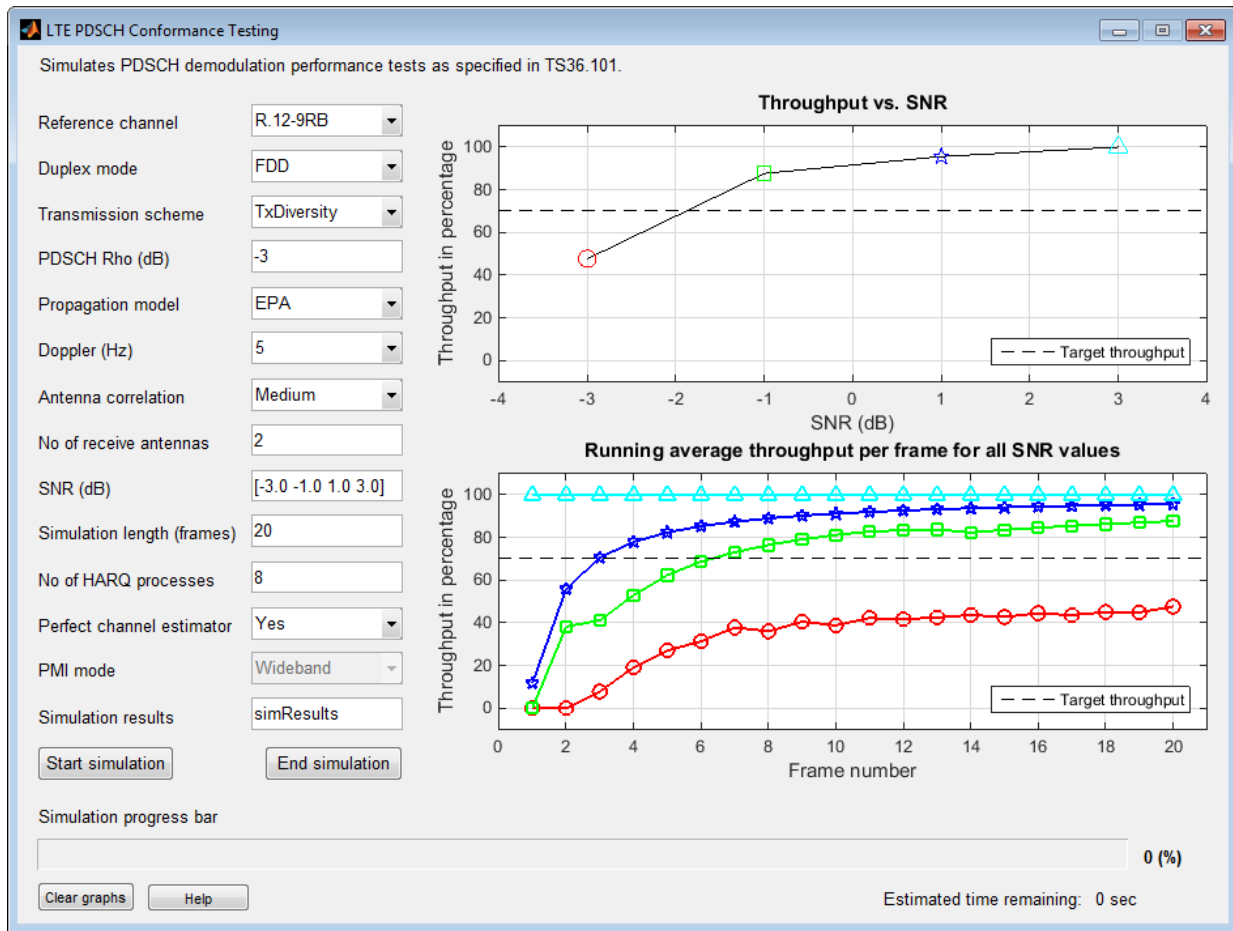 LTE PDSCH Conformance Testing
Simulates PDSCH demodulation performance tests as specified in TS36.101.
Reference channel R.12-9RB
Duplex mode FDD
Transmission scheme TxDiversity
PDSCH Rho (dB) -3
Propagation model EPA
Doppler (Hz) 5
Antenna correlation Medium
No of receive antennas 2
SNR (dB) [-3.0 -1.0 1.0 3.0]
Simulation length (frames) 20
No of HARQ processes 8
Perfect channel estimator Yes
PMI mode Wideband
Simulation results simResults
Start simulation End simulation
Throughput vs. SNR
Throughput in percentage
100
80
60
40
20
0
Target throughput
-4 -3 -2 -1 0 1 2 3 4
SNR (dB)
Running average throughput per frame for all SNR values
Throughput in percentage
100
80
60
40
20
0
Target throughput
0 2 4 6 8 10 12 14 16 18 20
Frame number
Simulation progress bar
0 (%)
Clear graphs Help
Estimated time remaining: 0 sec